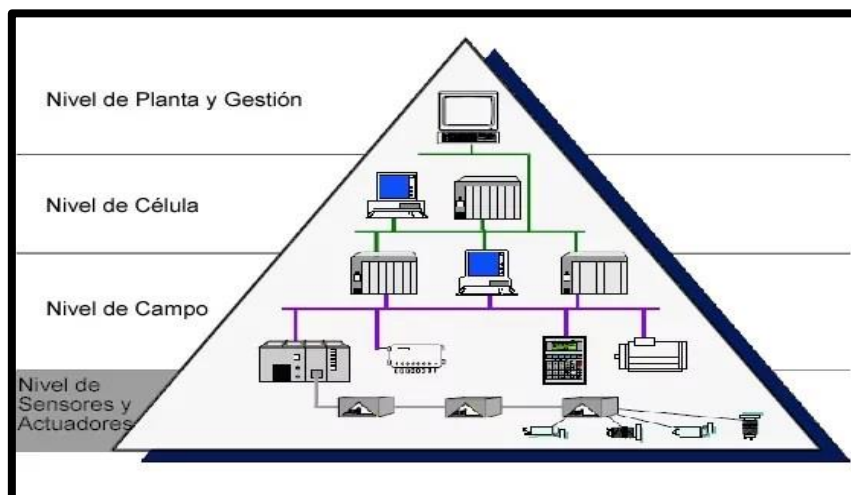 Nivel de Planta y Gestión
Nivel de Célula
Nivel de Campo
Nivel de
Sensores y
Actuadores